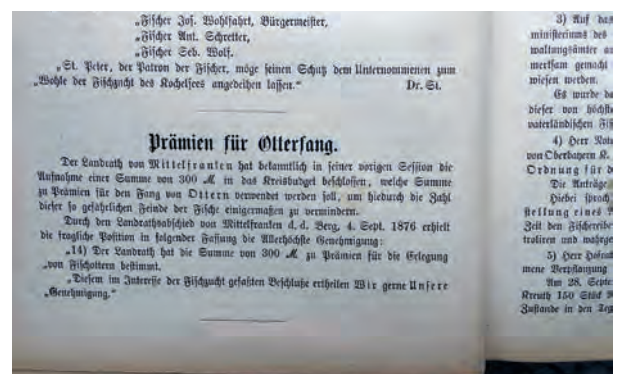 „Fischer Jos. Wohlfahrt, Bürgermeister,
„Fischer Ant. Schretter,
„Fischer Seb. Wolf.
„St. Peter, der Patron der Fischer, möge seinen Schutz dem Unternommenen zum
„Wohle der Fischzucht des Kochelsees angedeihen lassen.“ Dr. St.
Prämien für Otterfang.
Der Landrath von Mittelfranken hat bekanntlich in seiner vorigen Session die
Aufnahme einer Summe von 300 ℳ in das Kreisbudget beschlossen, welche Summe
zu Prämien für den Fang von Ottern verwendet werden soll, um hiedurch die Zahl
dieser so gefährlichen Feinde der Fische einigermaßen zu vermindern.
Durch den Landrathsabschied von Mittelfranken d. d. Berg, 4. Sept. 1876 erhielt
die fragliche Position in folgender Fassung die Allerhöchste Genehmigung:
„14) Der Landrath hat die Summe von 300 ℳ zu Prämien für die Erlegung
„von Fischottern bestimmt.
„Diesem im Interesse der Fischzucht gefaßten Beschluße ertheilen Wir gerne Unsere
„Genehmigung.“
3) Auf das
ministeriums des
waltungsämter
merksam gemacht
wiesen werden.
Es wurde
dieser von
vaterländischen
4) Herr
von Oberbayern K.
Ordnung für
Die Anträge
Hiebei sprach
stellung eines
Zeit den
troliren und
5) Herr
mene Verpflanzung
Am 28.
Kreuth 150 Stück
Zustande in den